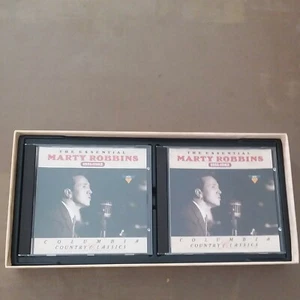 THE ESSENTIAL
MARTY ROBBINS
COLUMBIA
COUNTRY CLASSICS
THE ESSENTIAL
MARTY ROBBINS
COLUMBIA
COUNTRY CLASSICS